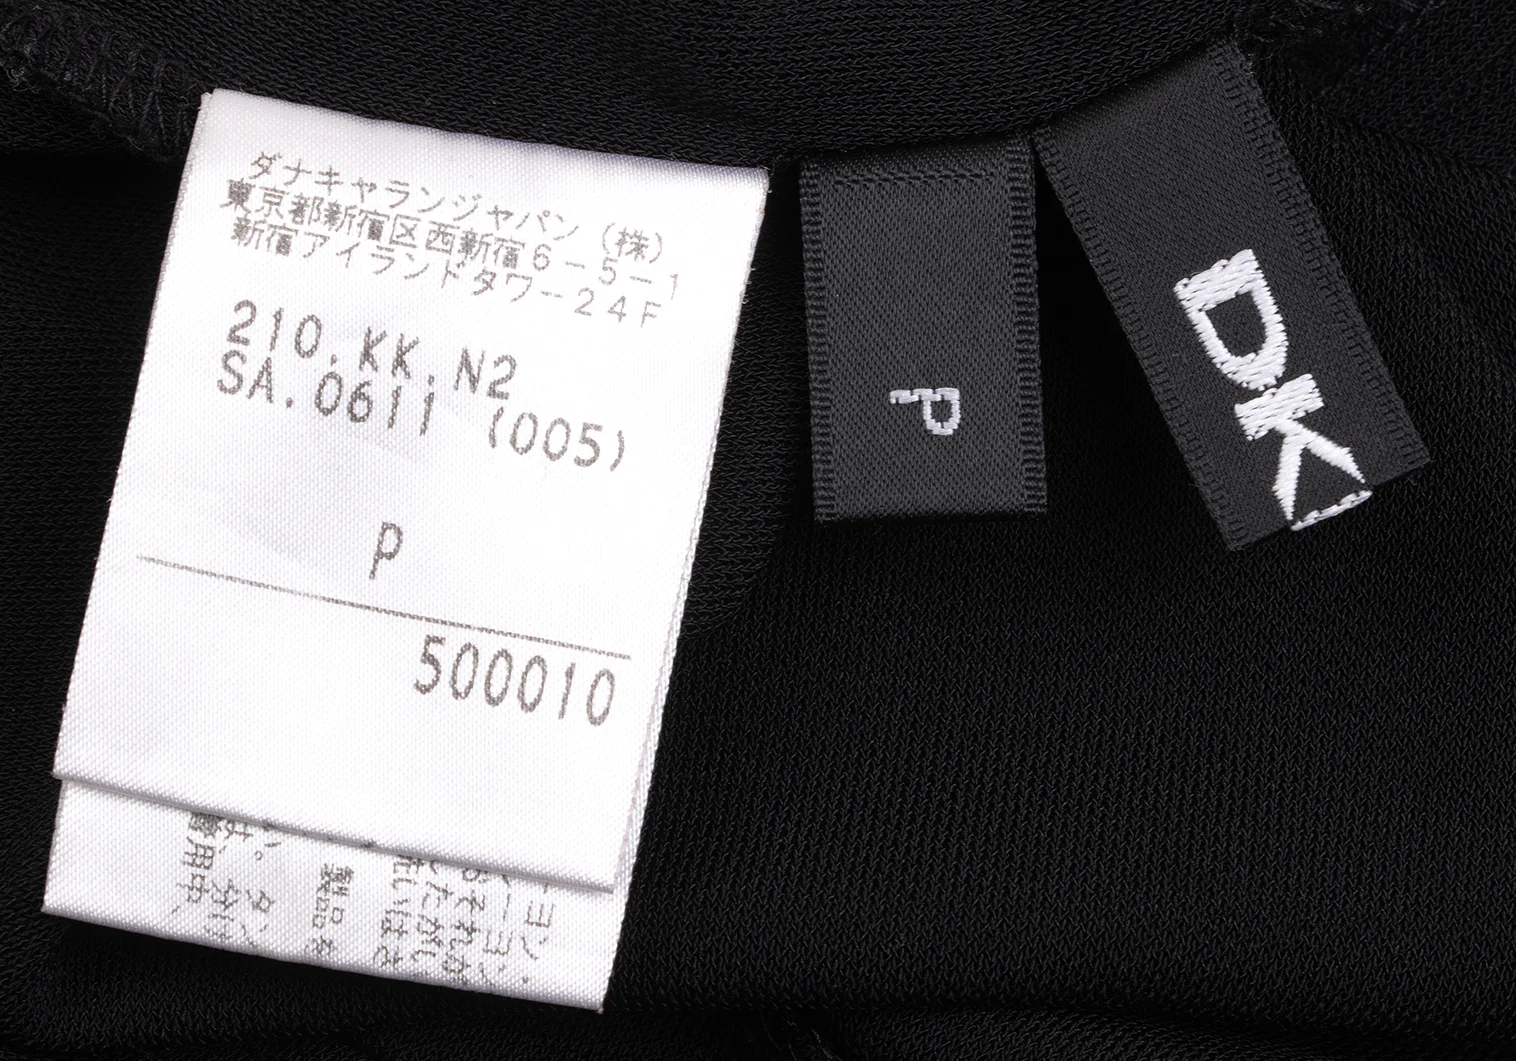 ダナキャランジャパン（株）
東京都新宿区西新宿6－5－1
新宿アイランドタワー24F
210.KK.N2
SA.0611 (005)
P
500010
P
DK